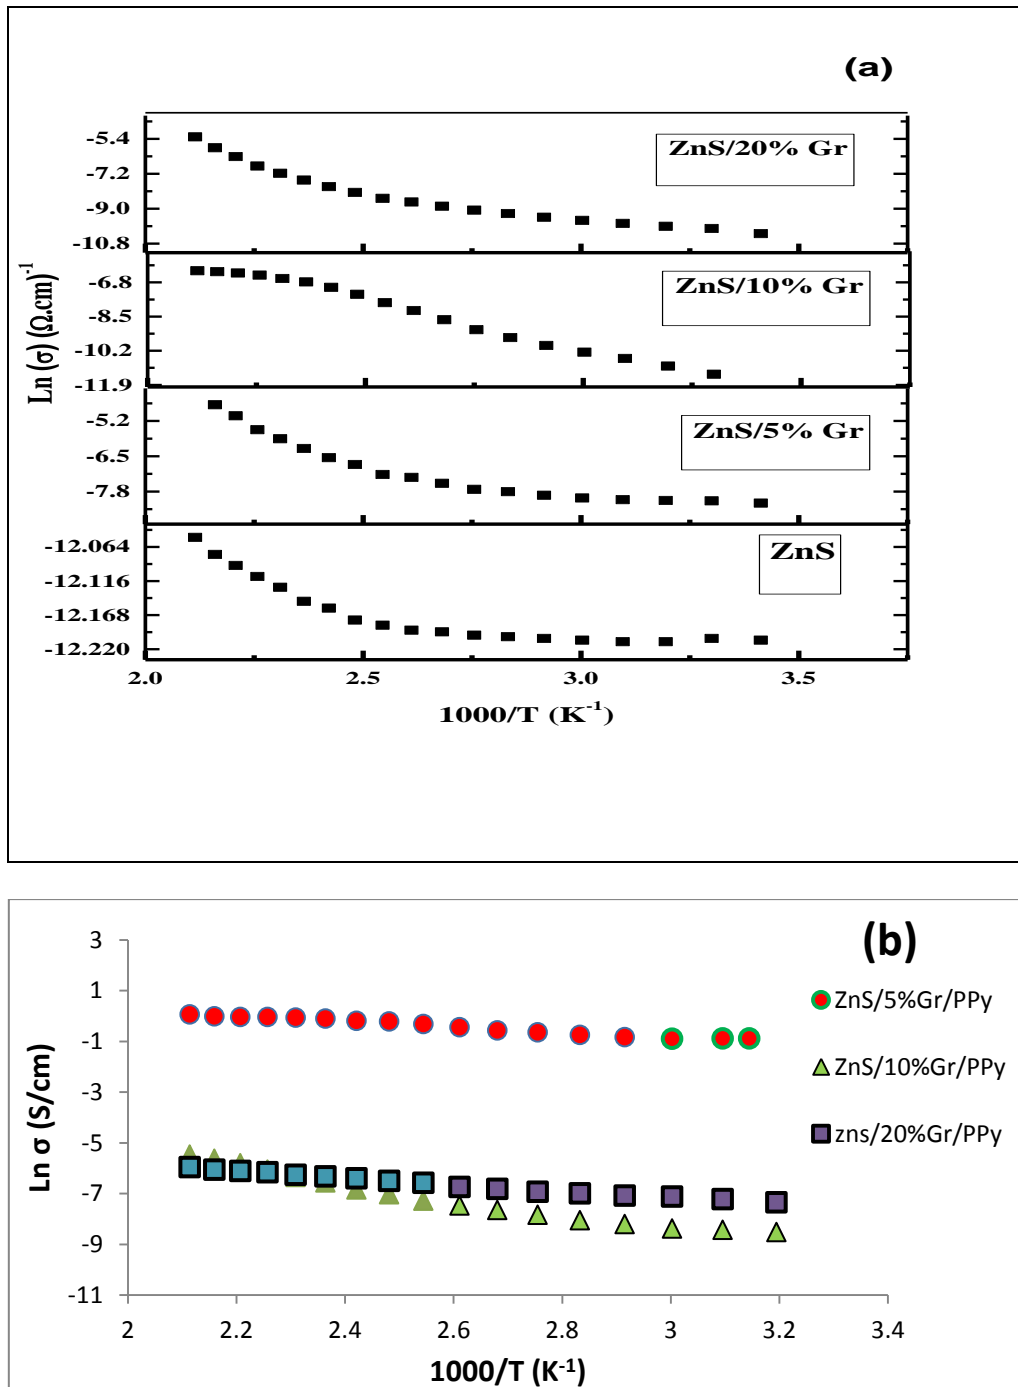 (a)
ZnS/20% Gr
-5.4
-7.2
-9.0
-10.8
ZnS/10% Gr
-6.8
-8.5
-10.2
-11.9
ZnS/5% Gr
-5.2
-6.5
-7.8
ZnS
-12.064
-12.116
-12.168
-12.220
Ln (σ) (Ω.cm)⁻¹
2.0 2.5 3.0 3.5
1000/T (K⁻¹)
(b)
3
1
-1
-3
-5
-7
-9
-11
Ln σ (S/cm)
ZnS/5%Gr/PPy
ZnS/10%Gr/PPy
zns/20%Gr/PPy
2 2.2 2.4 2.6 2.8 3 3.2 3.4
1000/T (K⁻¹)